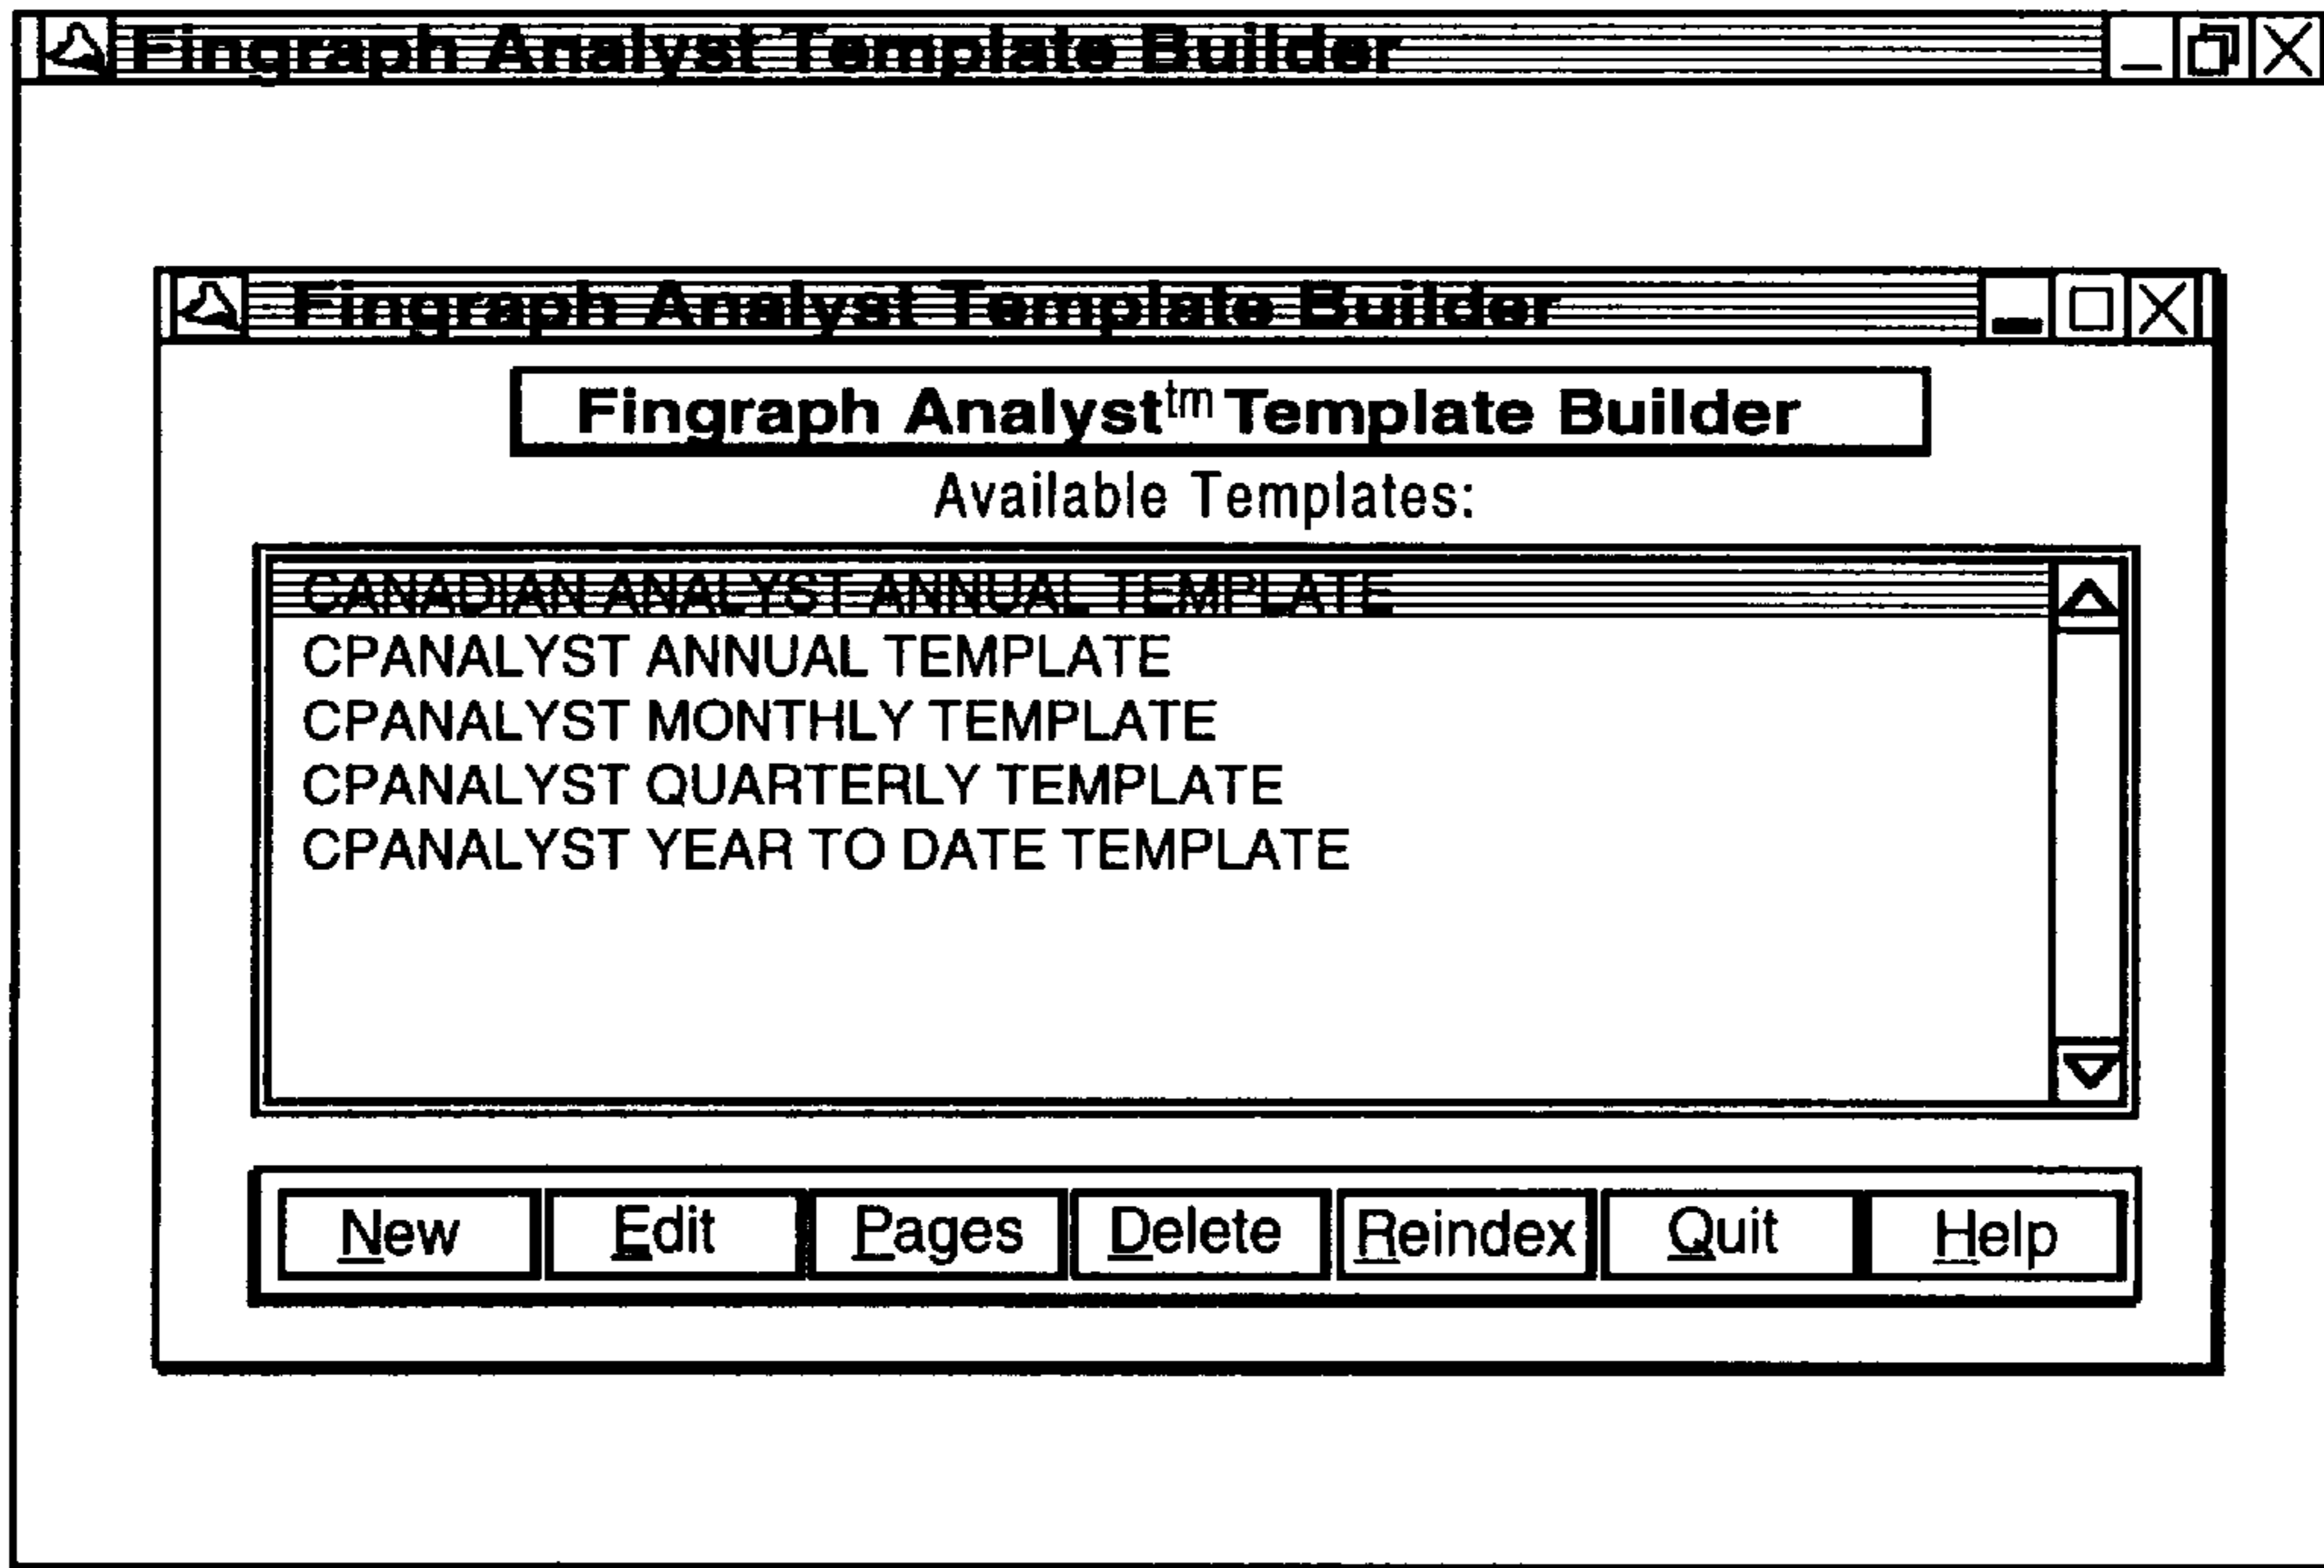 Fingraph Analyst Template Builder
Fingraph Analyst Template Builder
Fingraph Analyst tm Template Builder
Available Templates:
CANADIAN ANALYST ANNUAL TEMPLATE
CPANALYST ANNUAL TEMPLATE
CPANALYST MONTHLY TEMPLATE
CPANALYST QUARTERLY TEMPLATE
CPANALYST YEAR TO DATE TEMPLATE
New Edit Pages Delete Reindex Quit Help